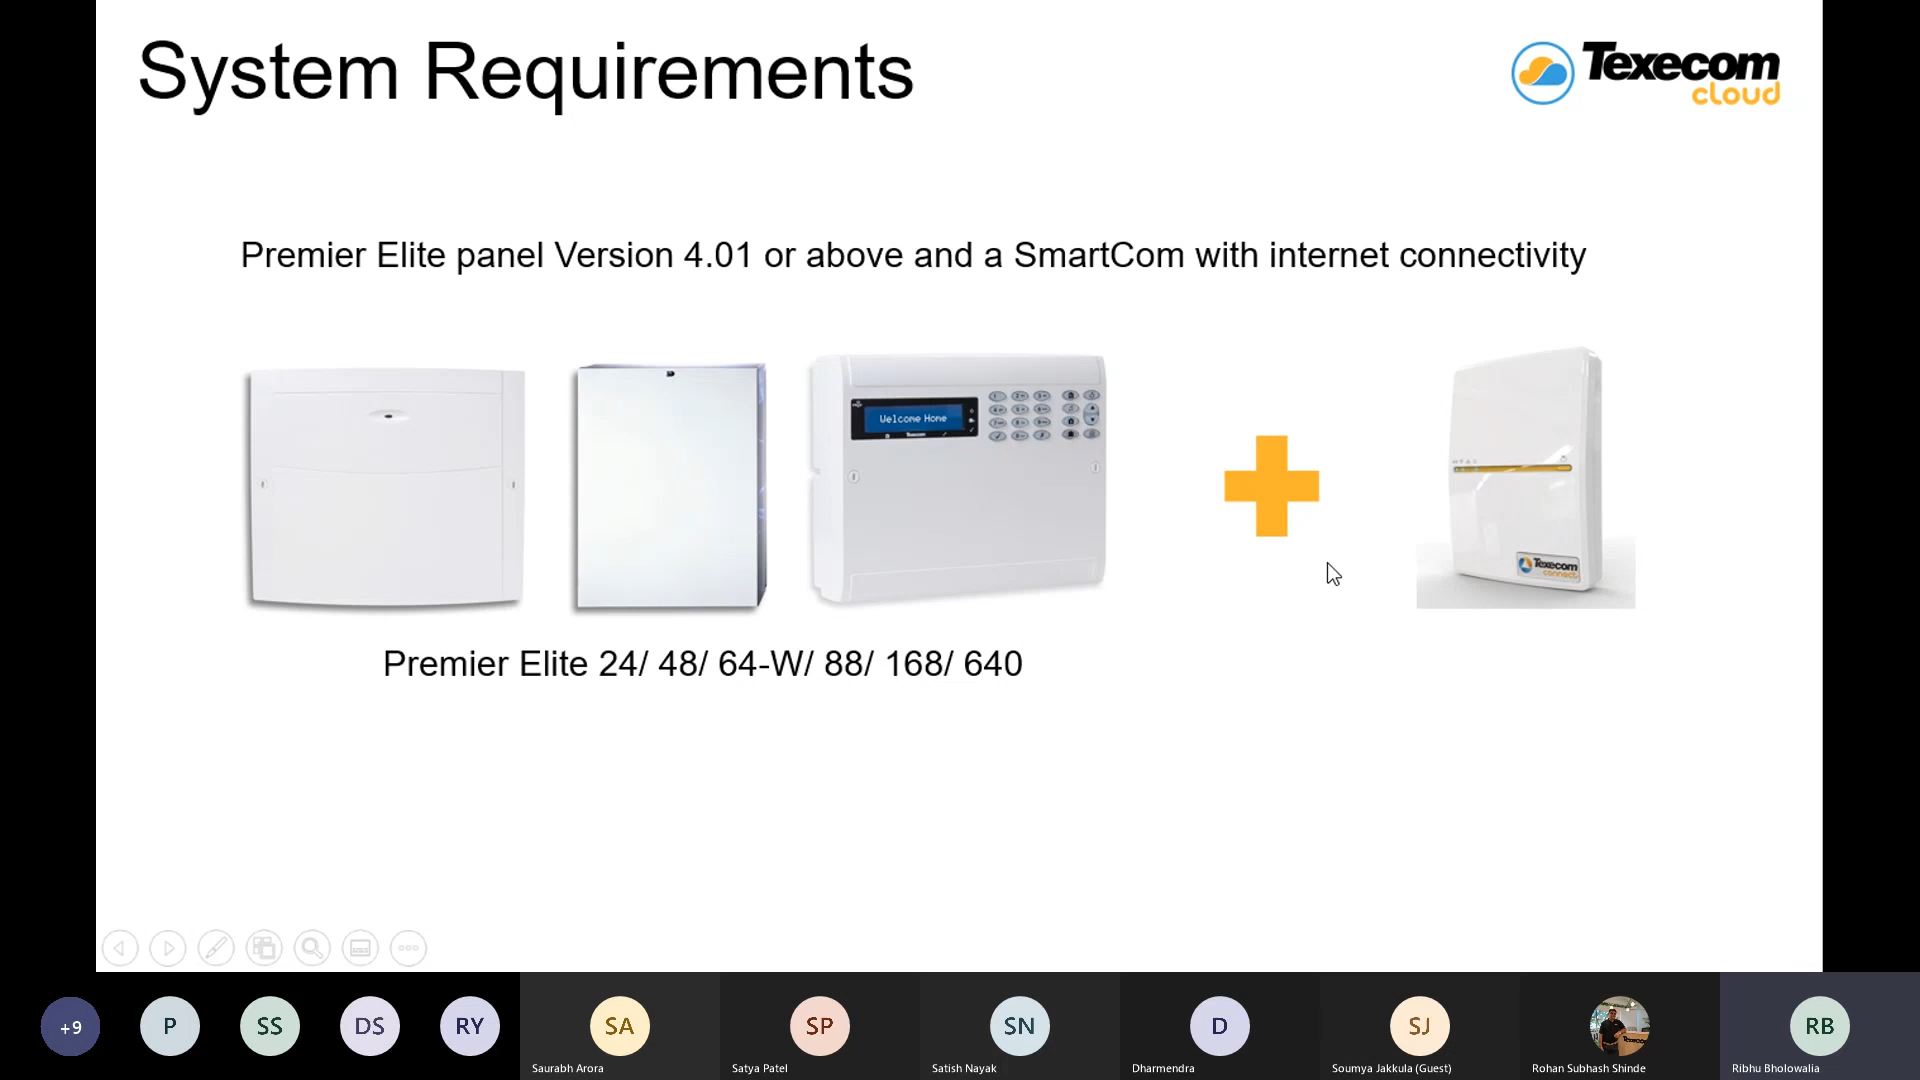 System Requirements
Texecom
cloud
Premier Elite panel Version 4.01 or above and a SmartCom with internet connectivity
Welcome Home
Texecom
connect
Premier Elite 24/ 48/ 64-W/ 88/ 168/ 640
+9
P
SS
DS
RY
SA
SP
SN
D
SJ
RB
Saurabh Arora
Satya Patel
Satish Nayak
Dharmendra
Soumya Jakkula (Guest)
Rohan Subhash Shinde
Ribhu Bholowalia